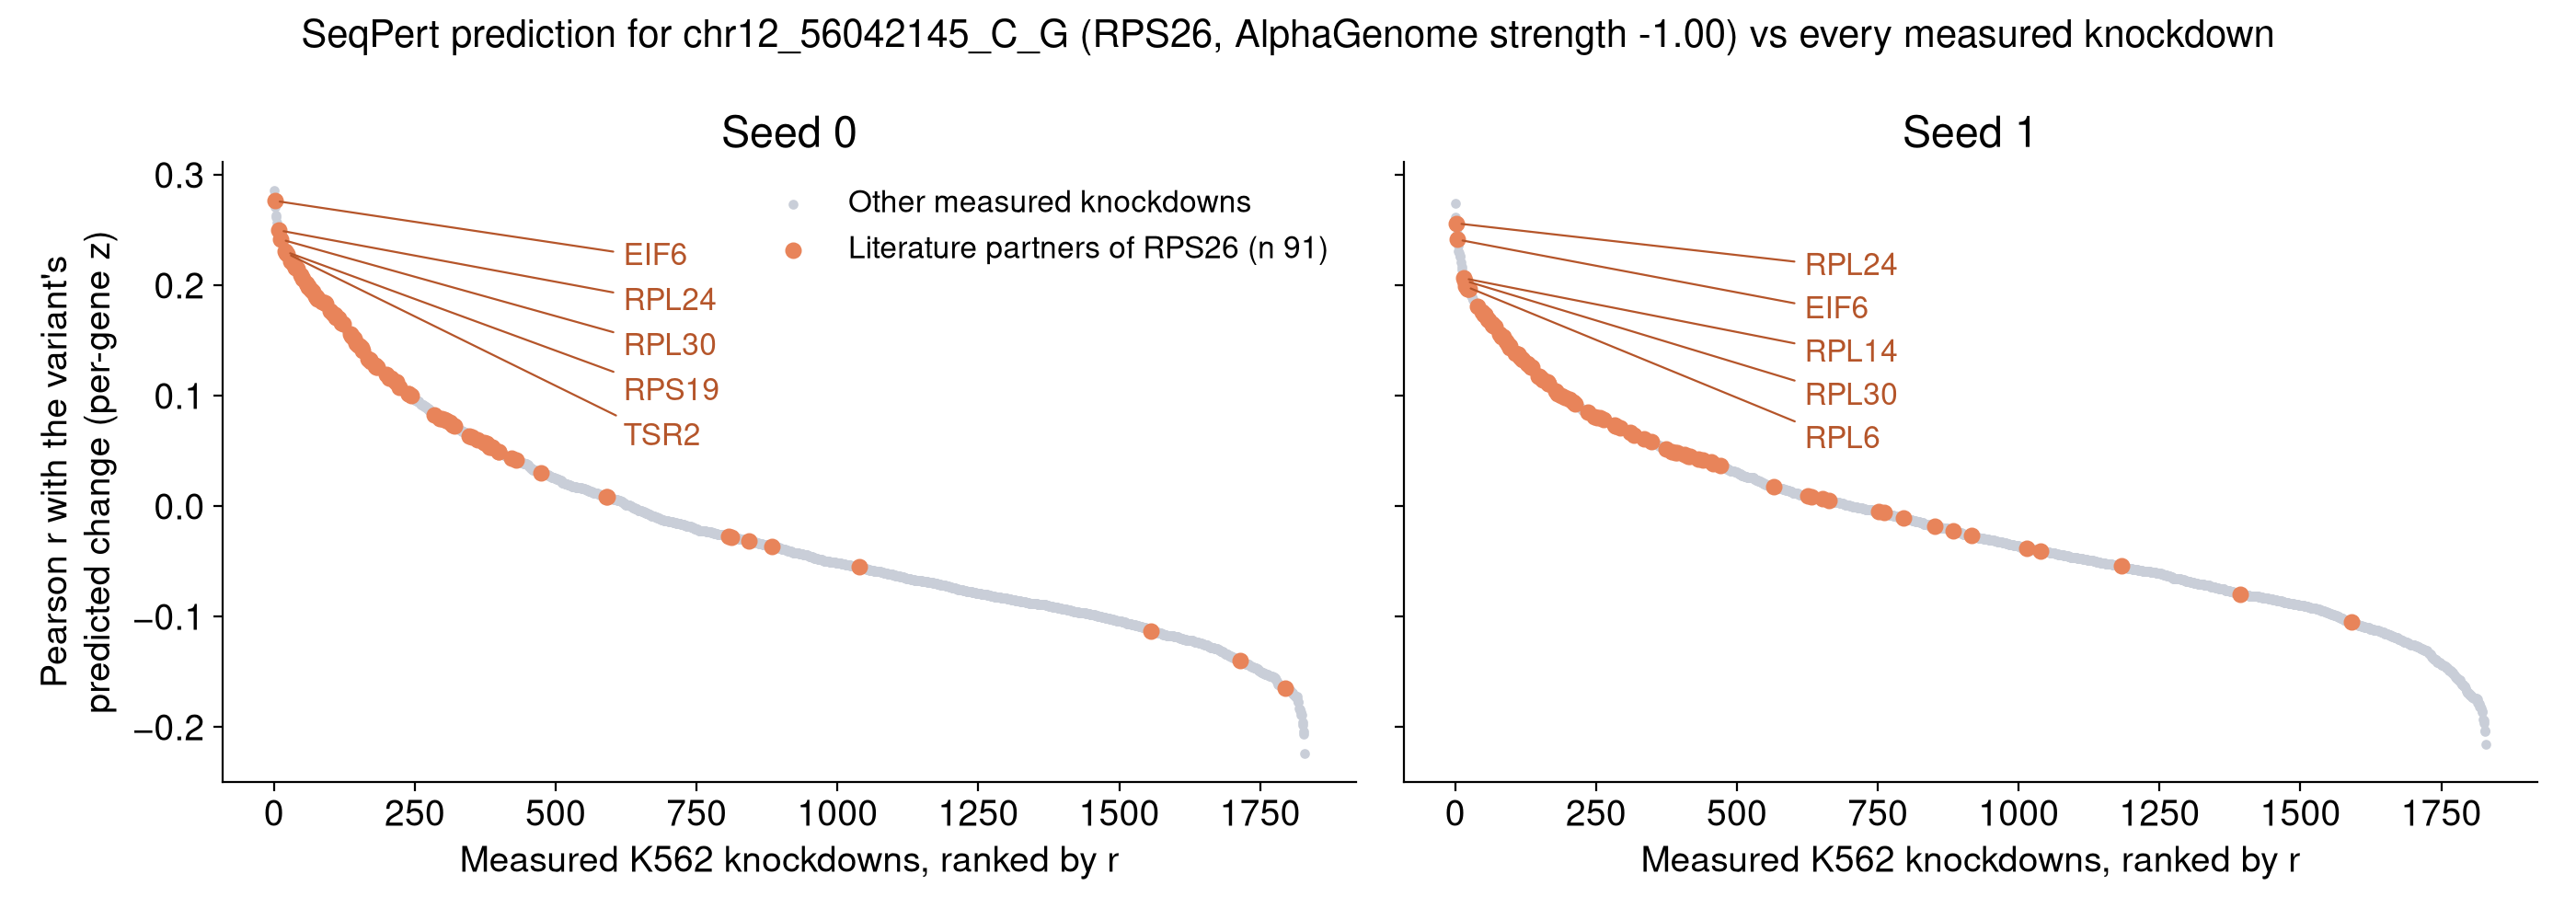 SeqPert prediction for chr12_56042145_C_G (RPS26, AlphaGenome strength -1.00) vs every measured knockdown
Seed 0
Pearson r with the variant's
predicted change (per-gene z)
0.3
0.2
0.1
0.0
−0.1
−0.2
Other measured knockdowns
Literature partners of RPS26 (n 91)
EIF6
RPL24
RPL30
RPS19
TSR2
0 250 500 750 1000 1250 1500 1750
Measured K562 knockdowns, ranked by r
Seed 1
RPL24
EIF6
RPL14
RPL30
RPL6
0 250 500 750 1000 1250 1500 1750
Measured K562 knockdowns, ranked by r